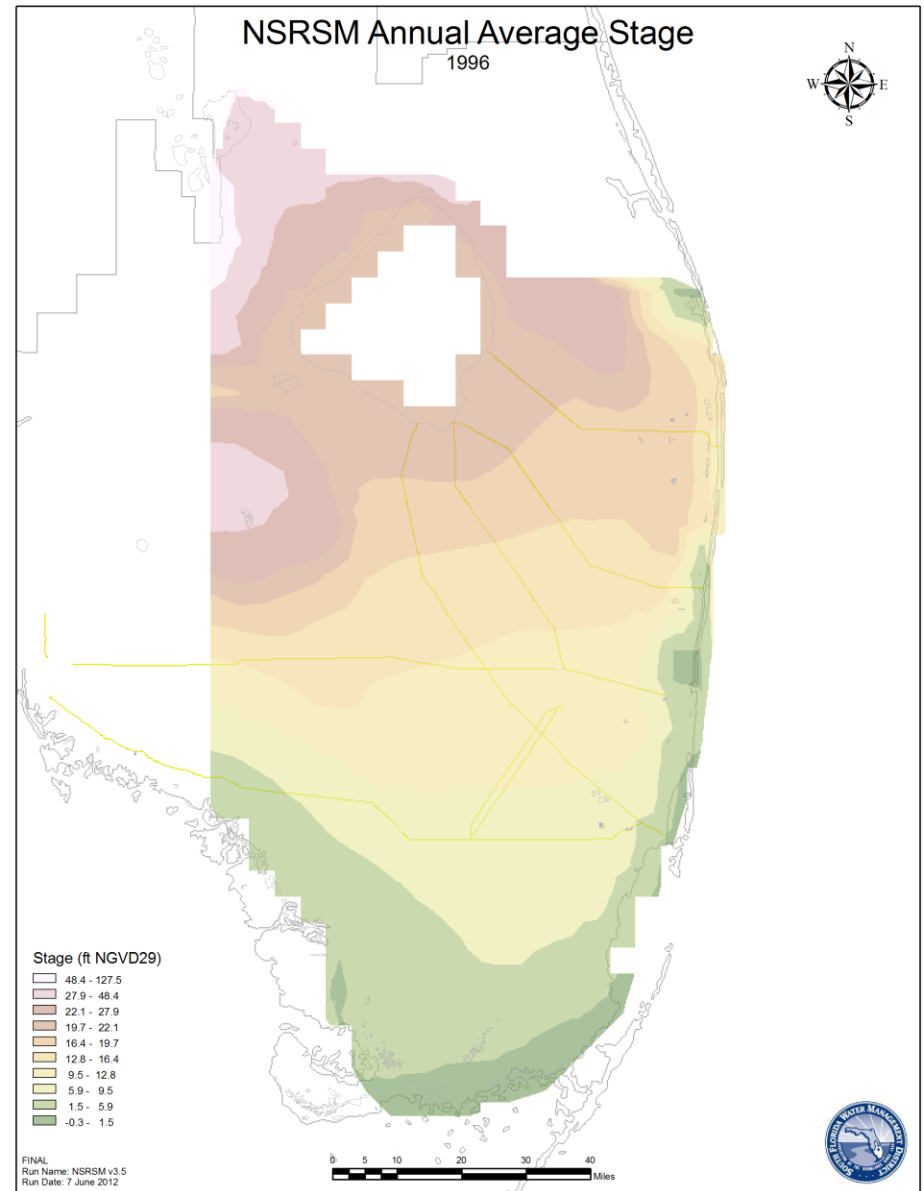 NSRSM Annual Average Stage
1996
N
W E
S
Stage (ft NGVD29)
48.4 - 127.5
27.9 - 48.4
22.1 - 27.9
19.7 - 22.1
16.4 - 19.7
12.8 - 16.4
9.5 - 12.8
5.9 - 9.5
1.5 - 5.9
-0.3 - 1.5
FINAL
Run Name: NSRSM v3.5
Run Date: 7 June 2012
0 5 10 20 30 40
Miles
SOUTH FLORIDA WATER MANAGEMENT DISTRICT